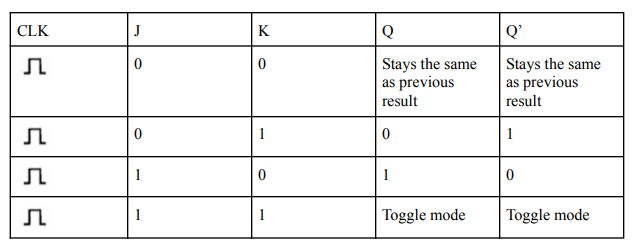 CLK J K Q Q’
0 0 Stays the same Stays the same
as previous as previous
result result
0 1 0 1
1 0 1 0
1 1 Toggle mode Toggle mode